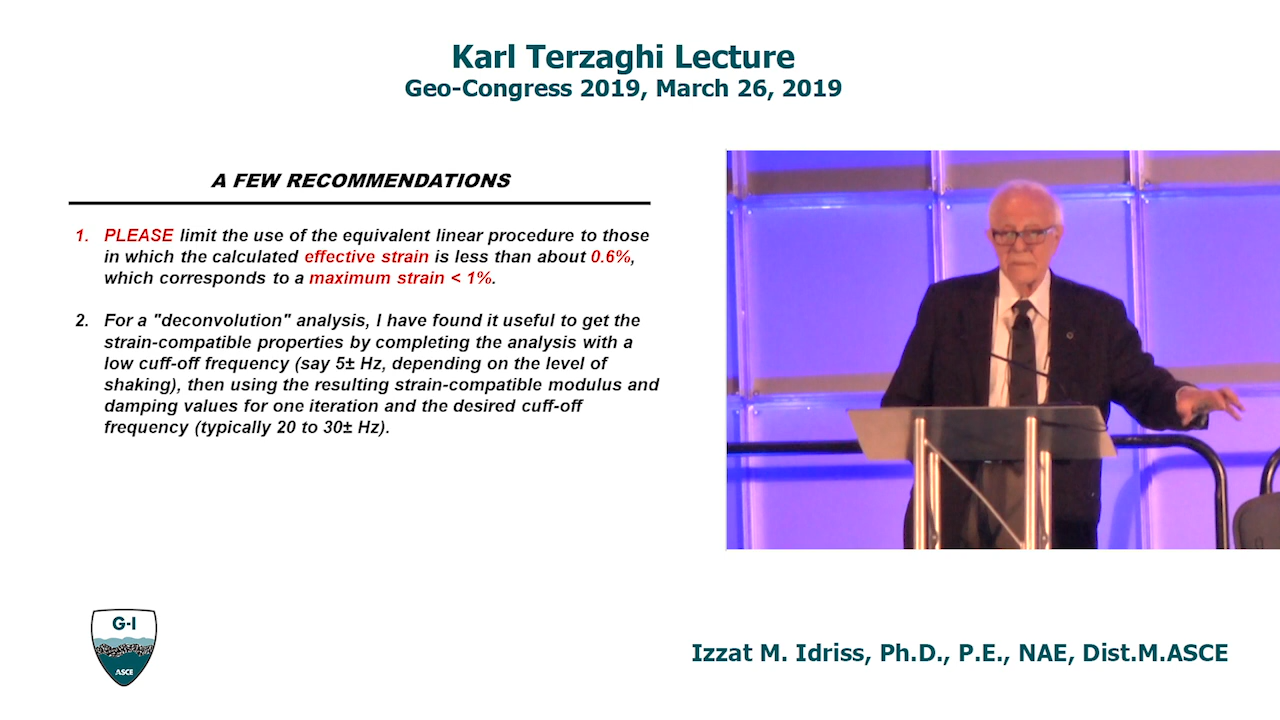 Karl Terzaghi Lecture
Geo-Congress 2019, March 26, 2019
A FEW RECOMMENDATIONS
1. PLEASE limit the use of the equivalent linear procedure to those
in which the calculated effective strain is less than about 0.6%,
which corresponds to a maximum strain < 1%.
2. For a "deconvolution" analysis, I have found it useful to get the
strain-compatible properties by completing the analysis with a
low cuff-off frequency (say 5± Hz, depending on the level of
shaking), then using the resulting strain-compatible modulus and
damping values for one iteration and the desired cuff-off
frequency (typically 20 to 30± Hz).
G-I
ASCE
Izzat M. Idriss, Ph.D., P.E., NAE, Dist.M.ASCE